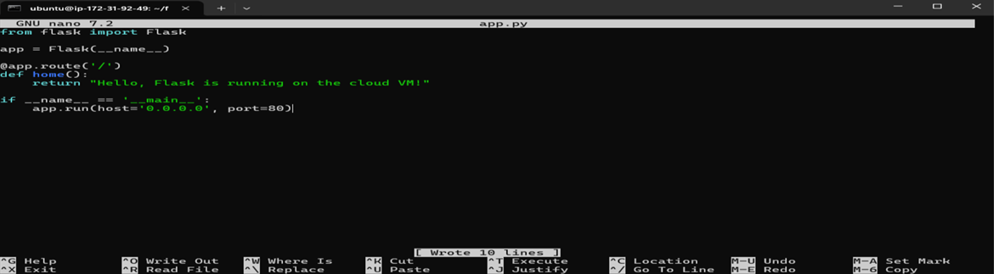 ubuntu@ip-172-31-92-49: ~/f
GNU nano 7.2 app.py
from flask import Flask
app = Flask(__name__)
@app.route('/')
def home():
    return "Hello, Flask is running on the cloud VM!"
if __name__ == '__main__':
    app.run(host='0.0.0.0', port=80)
[ Wrote 10 lines ]
^G Help ^O Write Out ^W Where Is ^K Cut ^T Execute ^C Location M-U Undo M-A Set Mark
^X Exit ^R Read File ^\ Replace ^U Paste ^J Justify ^/ Go To Line M-E Redo M-6 Copy